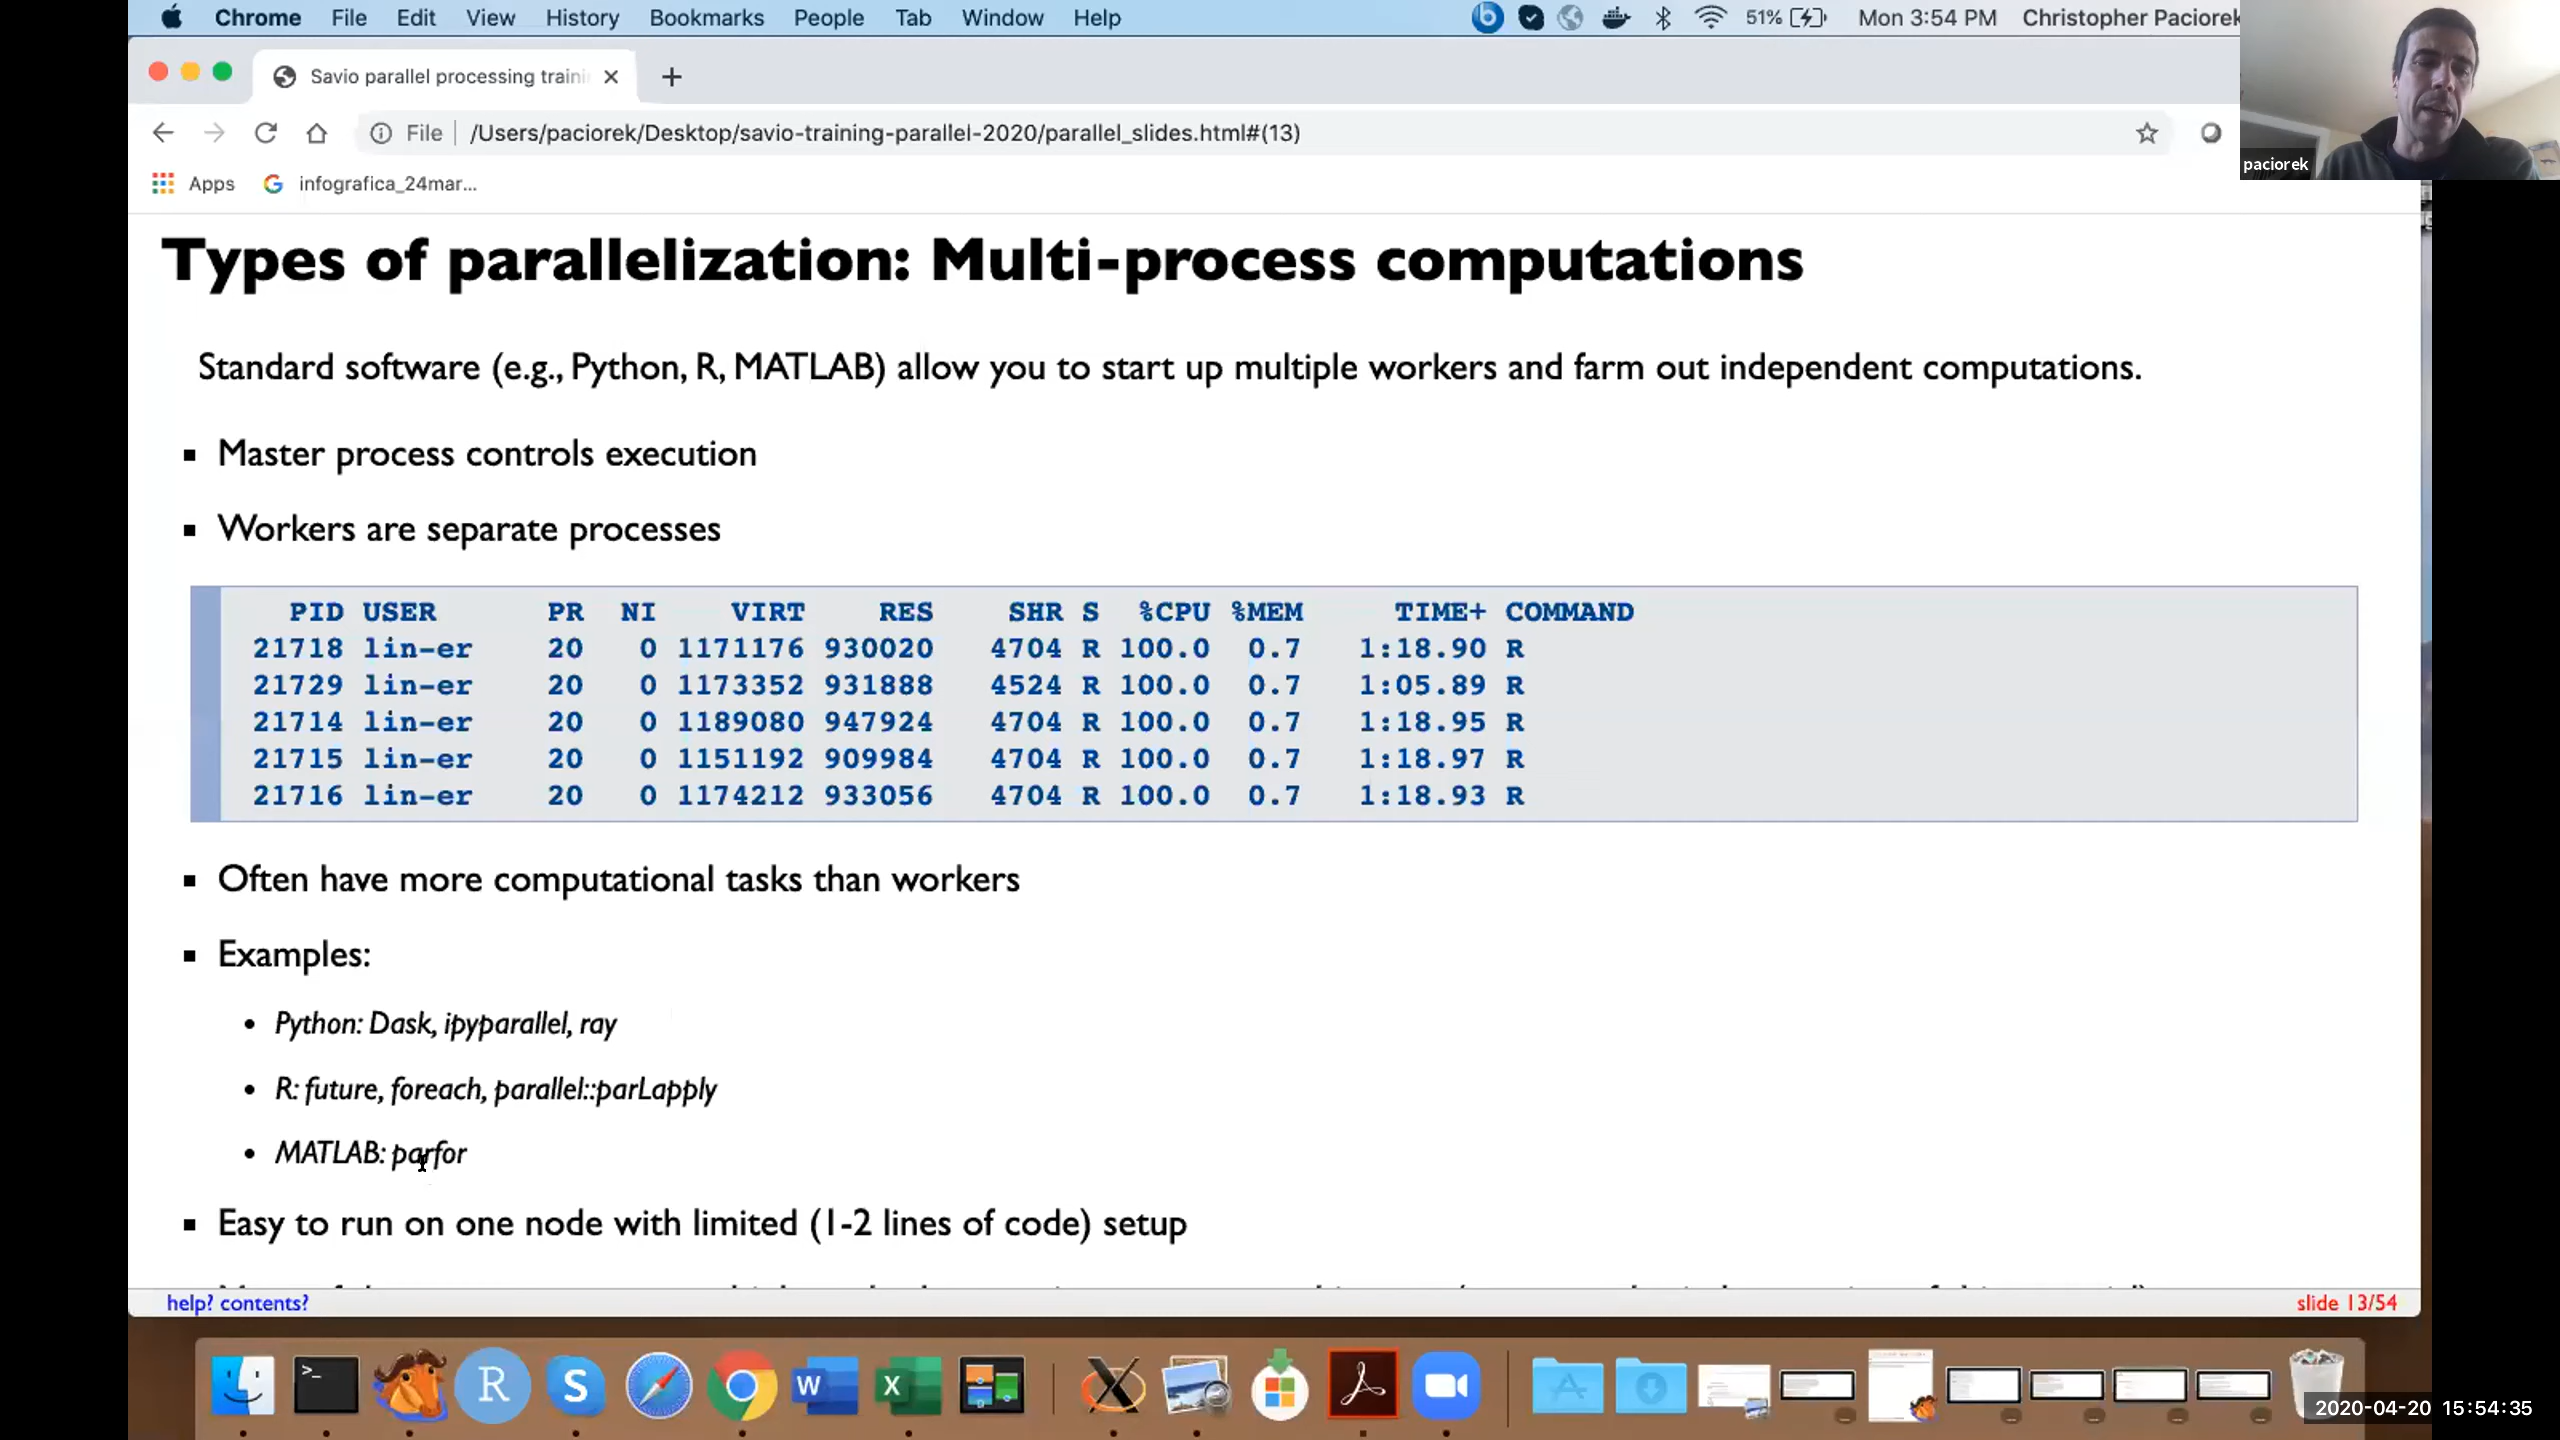 Chrome File Edit View History Bookmarks People Tab Window Help 51% Mon 3:54 PM Christopher Paciorek
Savio parallel processing traini
File /Users/paciorek/Desktop/savio-training-parallel-2020/parallel_slides.html#(13)
paciorek
Apps infografica_24mar...
Types of parallelization: Multi-process computations
Standard software (e.g., Python, R, MATLAB) allow you to start up multiple workers and farm out independent computations.
Master process controls execution
Workers are separate processes
PID USER PR NI VIRT RES SHR S %CPU %MEM TIME+ COMMAND
21718 lin-er 20 0 1171176 930020 4704 R 100.0 0.7 1:18.90 R
21729 lin-er 20 0 1173352 931888 4524 R 100.0 0.7 1:05.89 R
21714 lin-er 20 0 1189080 947924 4704 R 100.0 0.7 1:18.95 R
21715 lin-er 20 0 1151192 909984 4704 R 100.0 0.7 1:18.97 R
21716 lin-er 20 0 1174212 933056 4704 R 100.0 0.7 1:18.93 R
Often have more computational tasks than workers
Examples:
Python: Dask, ipyparallel, ray
R: future, foreach, parallel::parLapply
MATLAB: parfor
Easy to run on one node with limited (1-2 lines of code) setup
help? contents? slide 13/54
2020-04-20 15:54:35